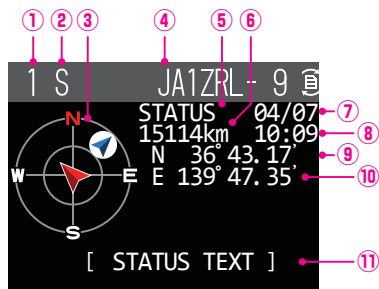 ① ② ③ ④ ⑤ ⑥
1 S JA1ZRL- 9
STATUS 04/07 ⑦
15114km 10:09 ⑧
N 36°43.17' ⑨
E 139°47.35' ⑩
N
W E
S
[ STATUS TEXT ] ⑪